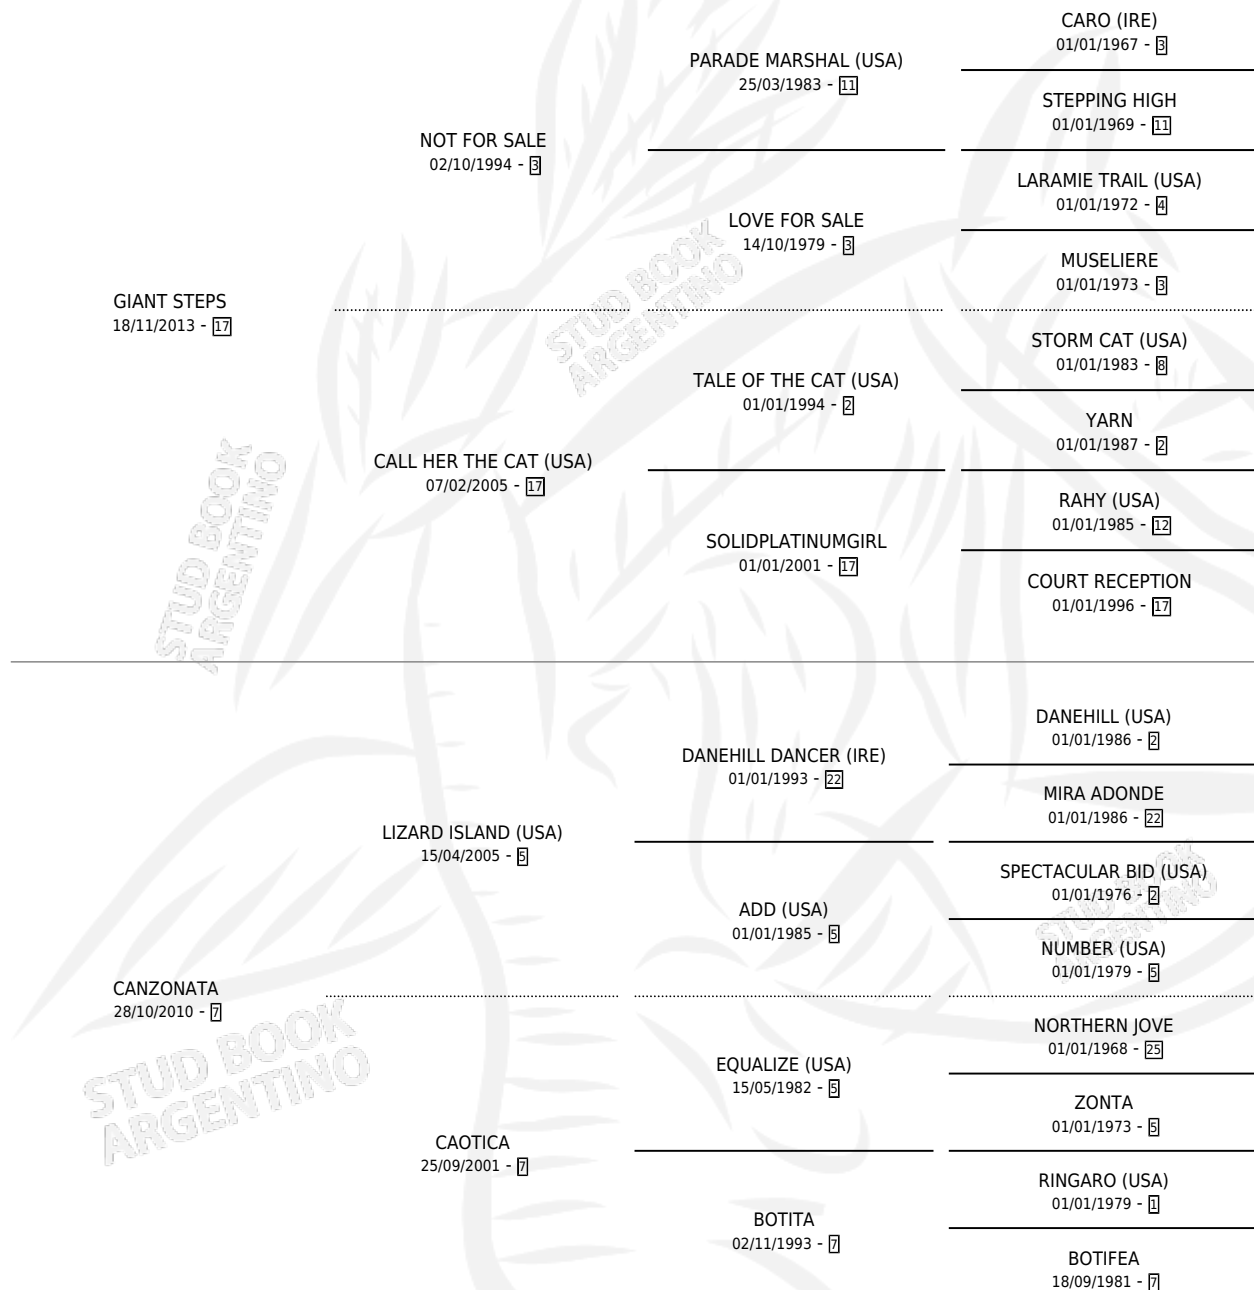 CARO (IRE)
01/01/1967 - 3
PARADE MARSHAL (USA)
25/03/1983 - 11
STEPPING HIGH
01/01/1969 - 11
NOT FOR SALE
02/10/1994 - 3
LARAMIE TRAIL (USA)
01/01/1972 - 4
LOVE FOR SALE
14/10/1979 - 3
MUSELIERE
01/01/1973 - 3
GIANT STEPS
18/11/2013 - 17
STORM CAT (USA)
01/01/1983 - 8
TALE OF THE CAT (USA)
01/01/1994 - 2
YARN
01/01/1987 - 2
CALL HER THE CAT (USA)
07/02/2005 - 17
RAHY (USA)
01/01/1985 - 12
SOLIDPLATINUMGIRL
01/01/2001 - 17
COURT RECEPTION
01/01/1996 - 17
DANEHILL (USA)
01/01/1986 - 2
DANEHILL DANCER (IRE)
01/01/1993 - 22
MIRA ADONDE
01/01/1986 - 22
LIZARD ISLAND (USA)
15/04/2005 - 5
SPECTACULAR BID (USA)
01/01/1976 - 2
ADD (USA)
01/01/1985 - 5
NUMBER (USA)
01/01/1979 - 5
CANZONATA
28/10/2010 - 7
NORTHERN JOVE
01/01/1968 - 25
EQUALIZE (USA)
15/05/1982 - 5
ZONTA
01/01/1973 - 5
CAOTICA
25/09/2001 - 7
RINGARO (USA)
01/01/1979 - 1
BOTITA
02/11/1993 - 7
BOTIFEA
18/09/1981 - 7
STUD BOOK
ARGENTINO
STUD BOOK
ARGENTINO
STUD BOOK
ARGENTINO
STUD BOOK
ARGENTINO